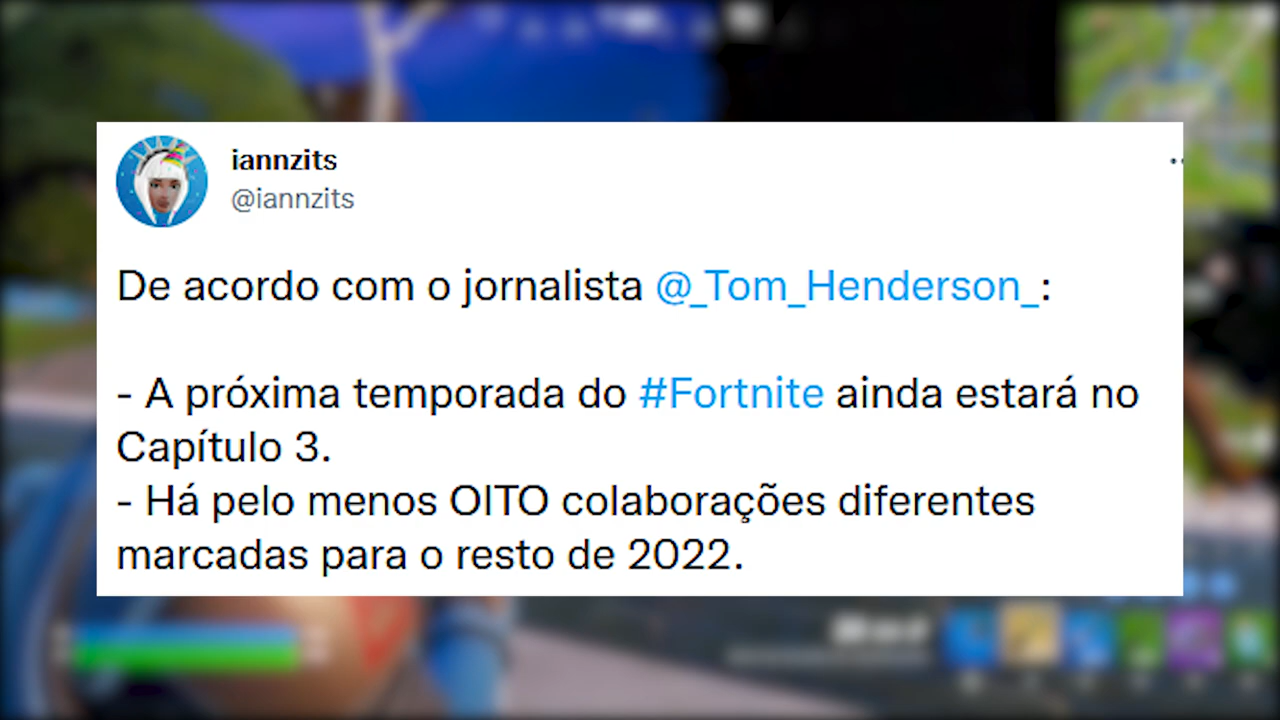 iannzits
@iannzits
De acordo com o jornalista @_Tom_Henderson_:
- A próxima temporada do #Fortnite ainda estará no
Capítulo 3.
- Há pelo menos OITO colaborações diferentes
marcadas para o resto de 2022.